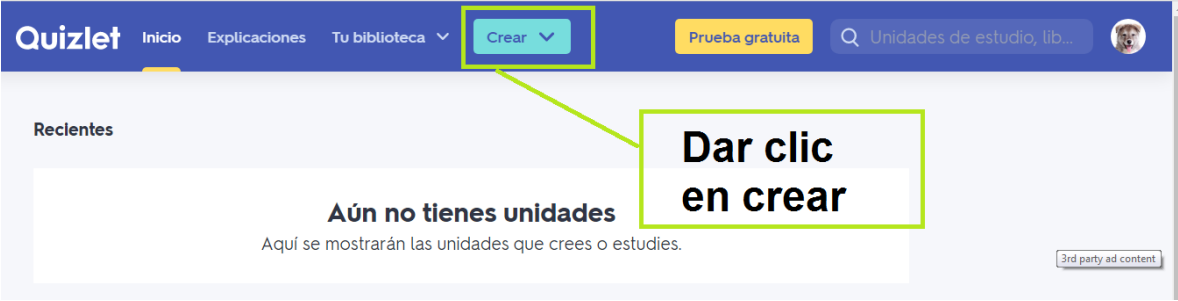 Quizlet Inicio Explicaciones Tu biblioteca Crear Prueba gratuita Unidades de estudio, lib...
Recientes
Dar clic
en crear
Aún no tienes unidades
Aquí se mostrarán las unidades que crees o estudies.
3rd party ad content